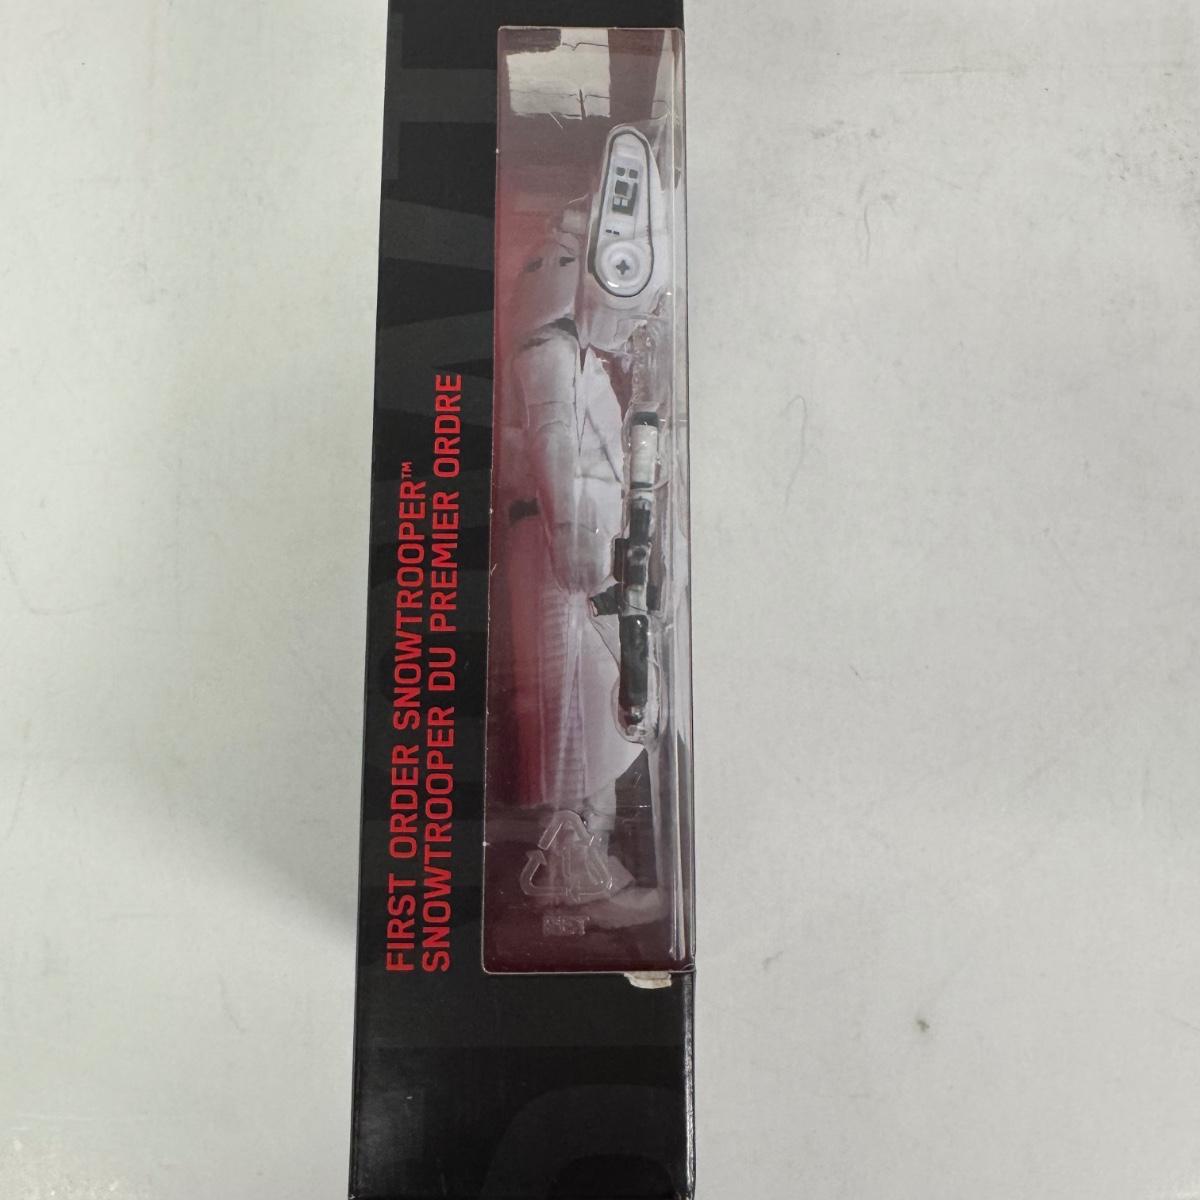 FIRST ORDER SNOWTROOPER™
SNOWTROOPER DU PREMIER ORDRE